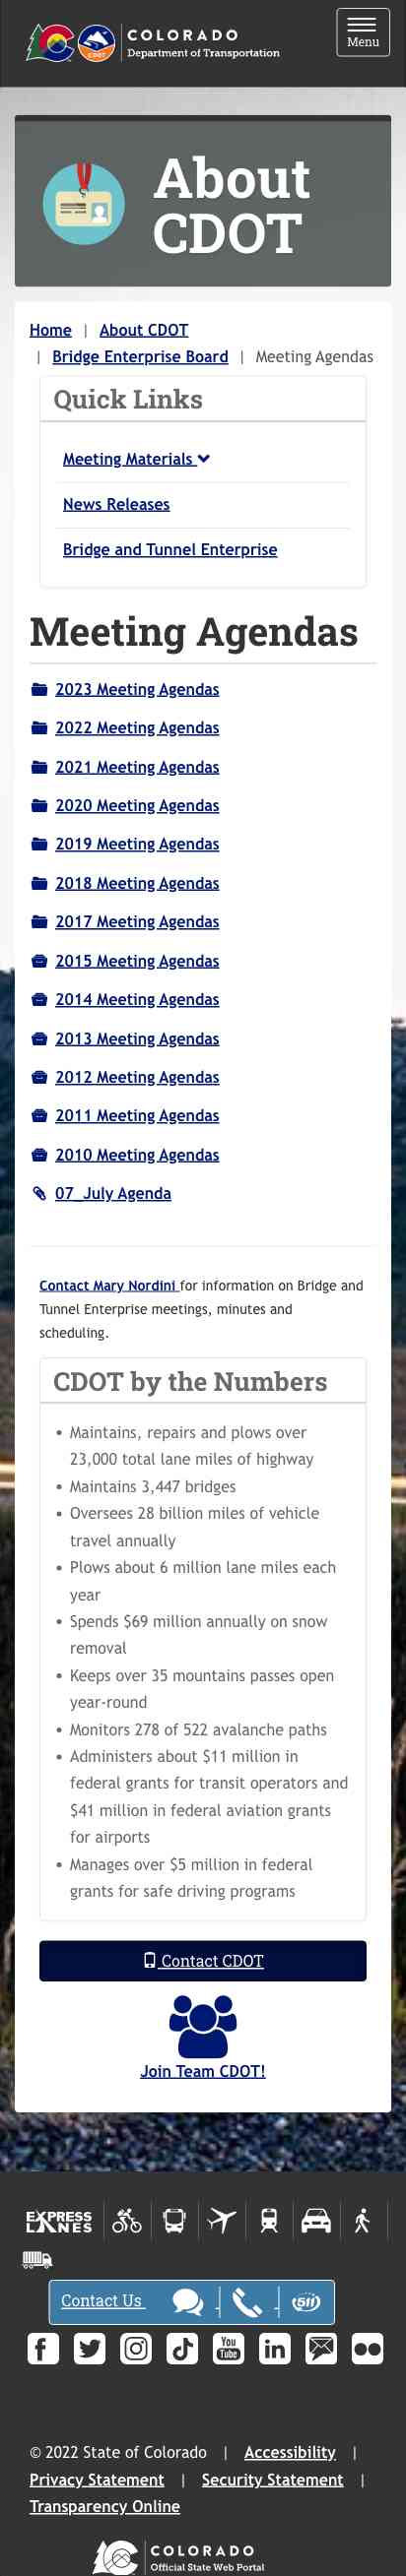 COLORADO
Department of Transportation
CDOT
Menu
About
CDOT
Home | About CDOT
| Bridge Enterprise Board | Meeting Agendas
Quick Links
Meeting Materials
News Releases
Bridge and Tunnel Enterprise
Meeting Agendas
2023 Meeting Agendas
2022 Meeting Agendas
2021 Meeting Agendas
2020 Meeting Agendas
2019 Meeting Agendas
2018 Meeting Agendas
2017 Meeting Agendas
2015 Meeting Agendas
2014 Meeting Agendas
2013 Meeting Agendas
2012 Meeting Agendas
2011 Meeting Agendas
2010 Meeting Agendas
07_July Agenda
Contact Mary Nordini for information on Bridge and
Tunnel Enterprise meetings, minutes and
scheduling.
CDOT by the Numbers
• Maintains, repairs and plows over
23,000 total lane miles of highway
• Maintains 3,447 bridges
• Oversees 28 billion miles of vehicle
travel annually
• Plows about 6 million lane miles each
year
• Spends $69 million annually on snow
removal
• Keeps over 35 mountains passes open
year-round
• Monitors 278 of 522 avalanche paths
• Administers about $11 million in
federal grants for transit operators and
$41 million in federal aviation grants
for airports
• Manages over $5 million in federal
grants for safe driving programs
Contact CDOT
Join Team CDOT!
EXPRESS
LANES
Contact Us
511
You
Tube
in
© 2022 State of Colorado | Accessibility |
Privacy Statement | Security Statement |
Transparency Online
COLORADO
Official State Web Portal